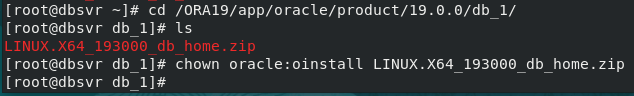 [root@dbsvr ~]# cd /ORA19/app/oracle/product/19.0.0/db_1/
[root@dbsvr db_1]# ls
LINUX.X64_193000_db_home.zip
[root@dbsvr db_1]# chown oracle:oinstall LINUX.X64_193000_db_home.zip
[root@dbsvr db_1]#